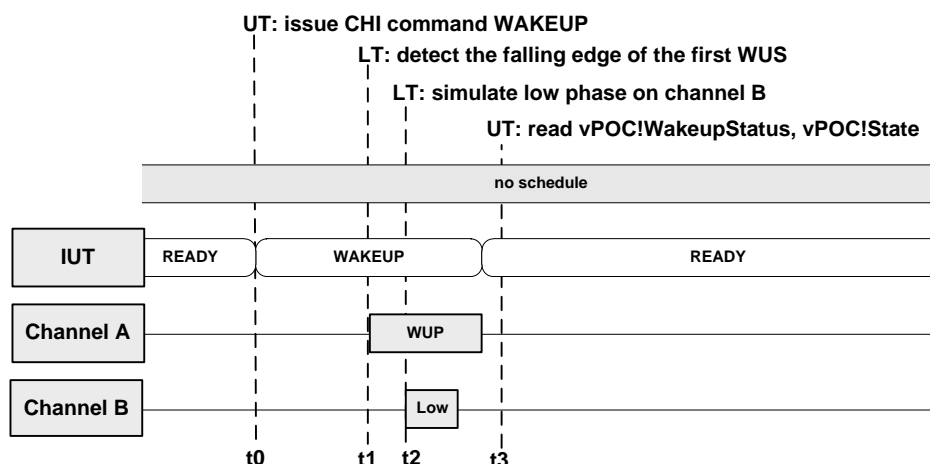 UT: issue CHI command WAKEUP
LT: detect the falling edge of the first WUS
LT: simulate low phase on channel B
UT: read vPOC!WakeupStatus, vPOC!State
no schedule
IUT READY WAKEUP READY
Channel A WUP
Channel B Low
t0 t1 t2 t3